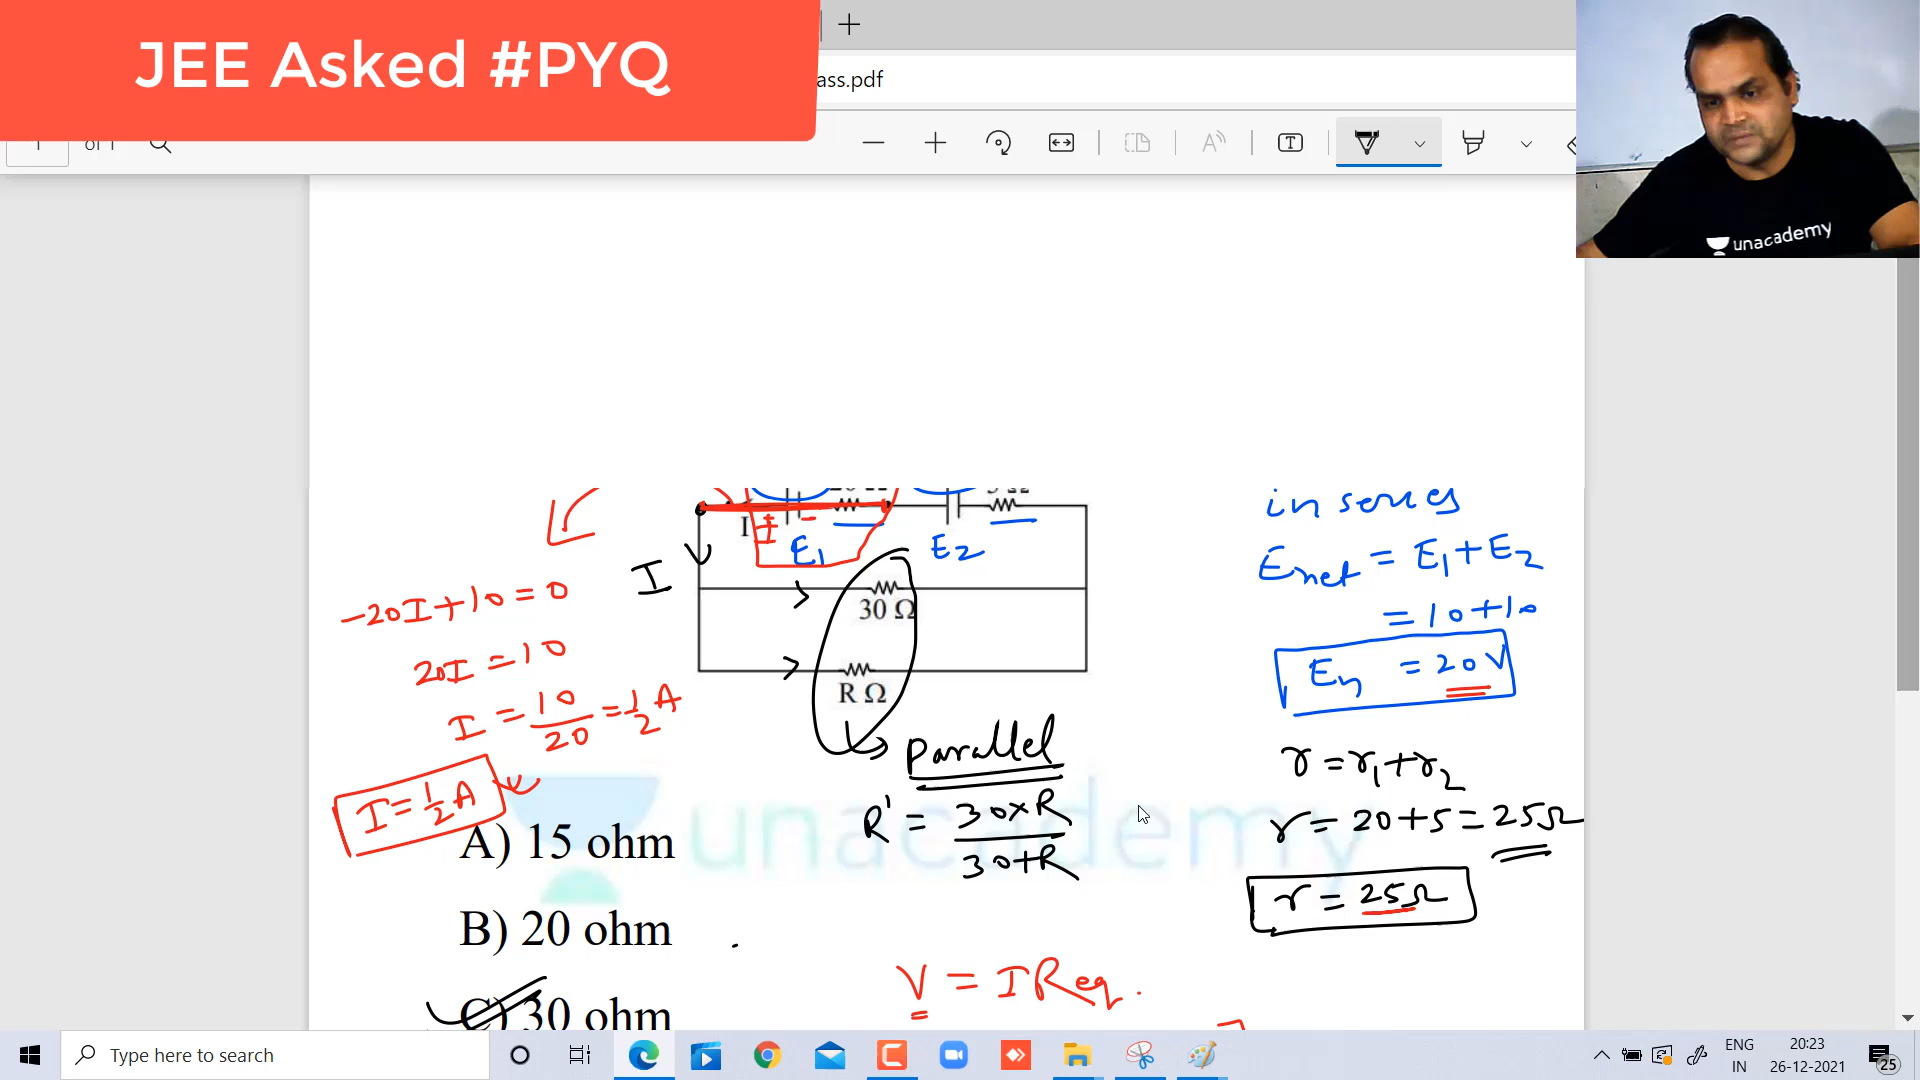 JEE Asked #PYQ
ass.pdf
of 1
unacademy
in series
Enet = E1+E2
= 10+10
En = 20V
r = r1+r2
r = 20+5 = 25Ω
r = 25Ω
I
I
+ -
E1
E2
30 Ω
R Ω
-20I+10=0
20I=10
I = 10/20 = 1/2 A
I = 1/2 A
Parallel
R' = 30×R/30+R
unacademy
A) 15 ohm
B) 20 ohm
C) 30 ohm
V = IReq.
Type here to search
ENG
IN
20:23
26-12-2021
25